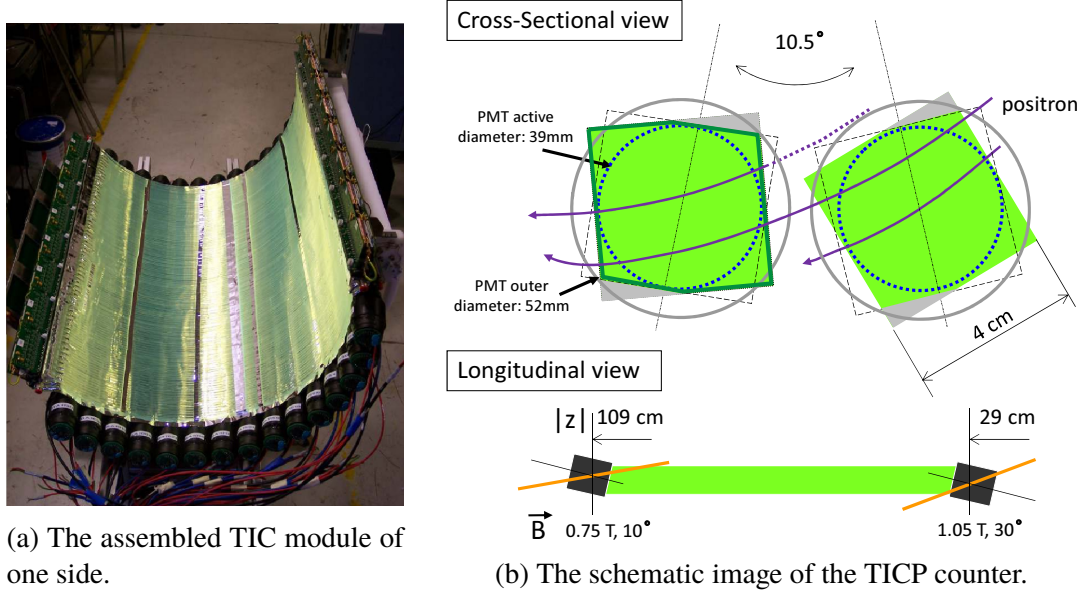 Cross-Sectional view
10.5°
PMT active
diameter: 39mm
positron
PMT outer
diameter: 52mm
4 cm
Longitudinal view
|z|
109 cm
29 cm
B
0.75 T, 10°
1.05 T, 30°
(a) The assembled TIC module of
one side.
(b) The schematic image of the TICP counter.